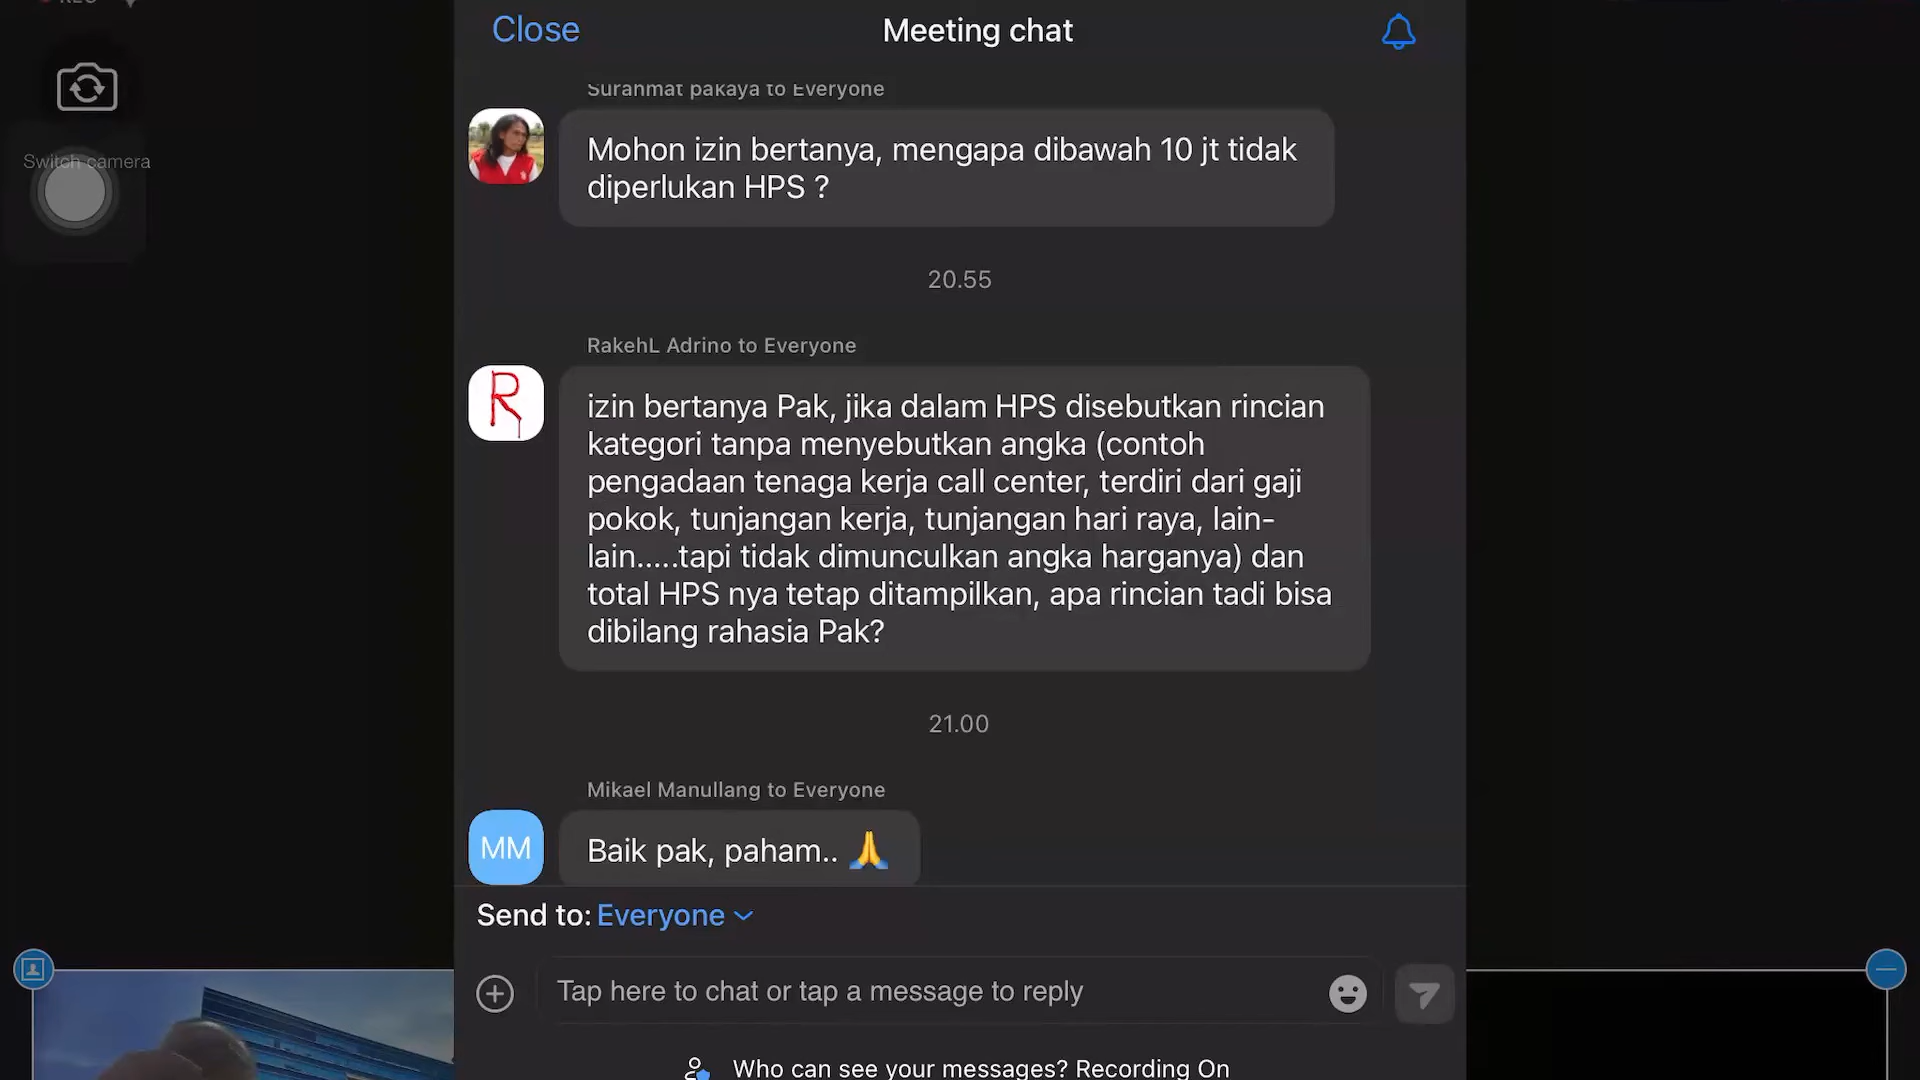 Close
Meeting chat
Switch camera
pakaya to Everyone
Mohon izin bertanya, mengapa dibawah 10 jt tidak
diperlukan HPS ?
20.55
RakehL Adrino to Everyone
R
izin bertanya Pak, jika dalam HPS disebutkan rincian
kategori tanpa menyebutkan angka (contoh
pengadaan tenaga kerja call center, terdiri dari gaji
pokok, tunjangan kerja, tunjangan hari raya, lain-
lain.....tapi tidak dimunculkan angka harganya) dan
total HPS nya tetap ditampilkan, apa rincian tadi bisa
dibilang rahasia Pak?
21.00
Mikael Manullang to Everyone
MM
Baik pak, paham.. 🙏
Send to: Everyone
Tap here to chat or tap a message to reply
Who can see your messages? Recording On